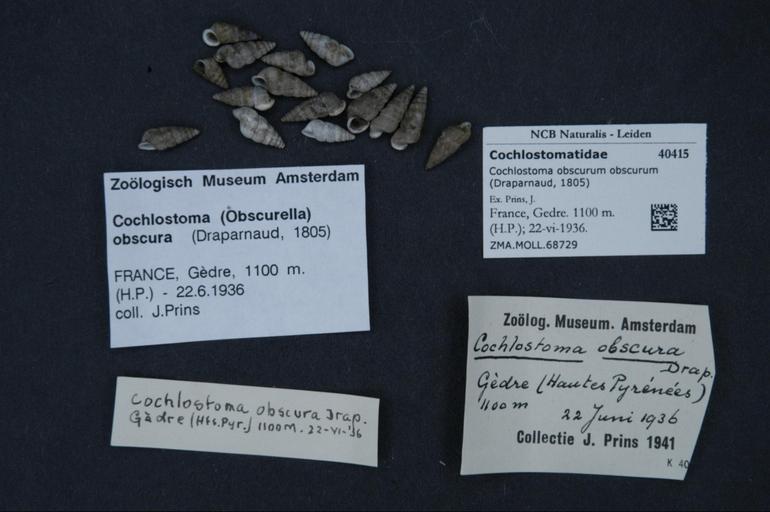 Zoölogisch Museum Amsterdam
Cochlostoma (Obscurella)
obscura (Draparnaud, 1805)
FRANCE, Gèdre, 1100 m.
(H.P.) - 22.6.1936
coll. J.Prins
NCB Naturalis - Leiden
Cochlostomatidae 40415
Cochlostoma obscurum obscurum
(Draparnaud, 1805)
Ex. Prins, J.
France, Gedre. 1100 m.
(H.P.); 22-vi-1936.
ZMA.MOLL.68729
Cochlostoma obscura Drap.
Gèdre (Hts. Pyr.) 1100 M. 22-VI-'36
Zoölog. Museum. Amsterdam
Cochlostoma obscura
Drap.
Gèdre (Hautes Pyrénées)
1100 m 22 Juni 1936
Collectie J. Prins 1941
K 40